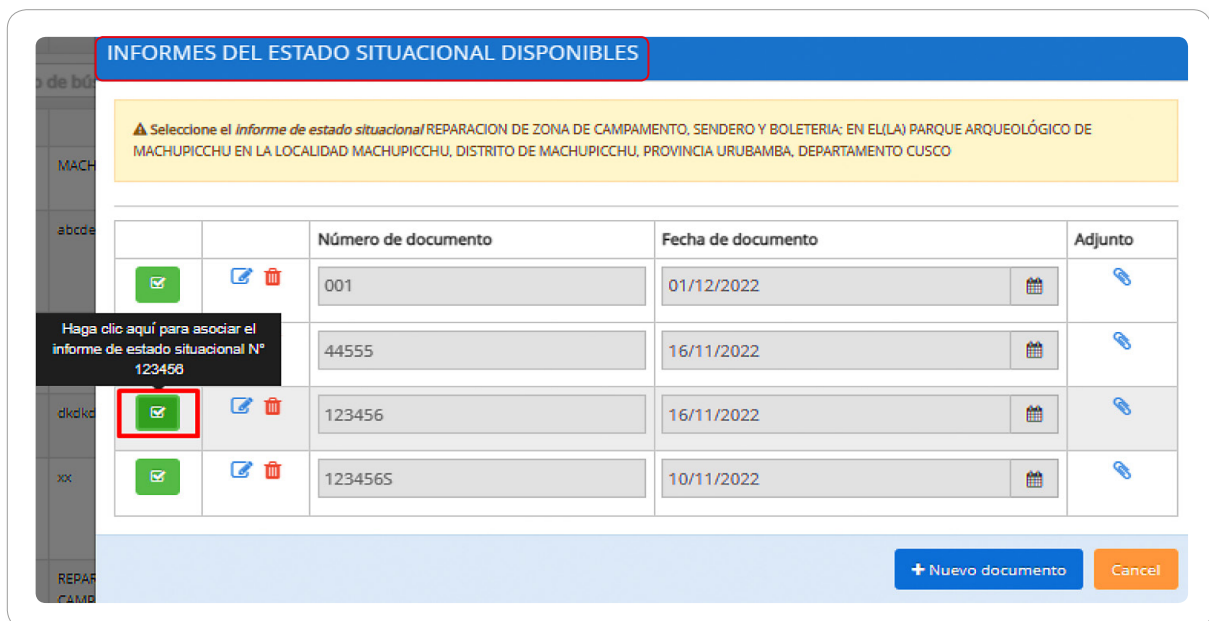 INFORMES DEL ESTADO SITUACIONAL DISPONIBLES
o de bú
Seleccione el informe de estado situacional REPARACION DE ZONA DE CAMPAMENTO, SENDERO Y BOLETERIA; EN EL(LA) PARQUE ARQUEOLÓGICO DE
MACHUPICCHU EN LA LOCALIDAD MACHUPICCHU, DISTRITO DE MACHUPICCHU, PROVINCIA URUBAMBA, DEPARTAMENTO CUSCO
MACH
abcde
Número de documento Fecha de documento Adjunto
001 01/12/2022
Haga clic aquí para asociar el
informe de estado situacional N°
123456
44555 16/11/2022
dkdkd
123456 16/11/2022
xx
123456S 10/11/2022
+ Nuevo documento Cancel
REPAR
CAMP